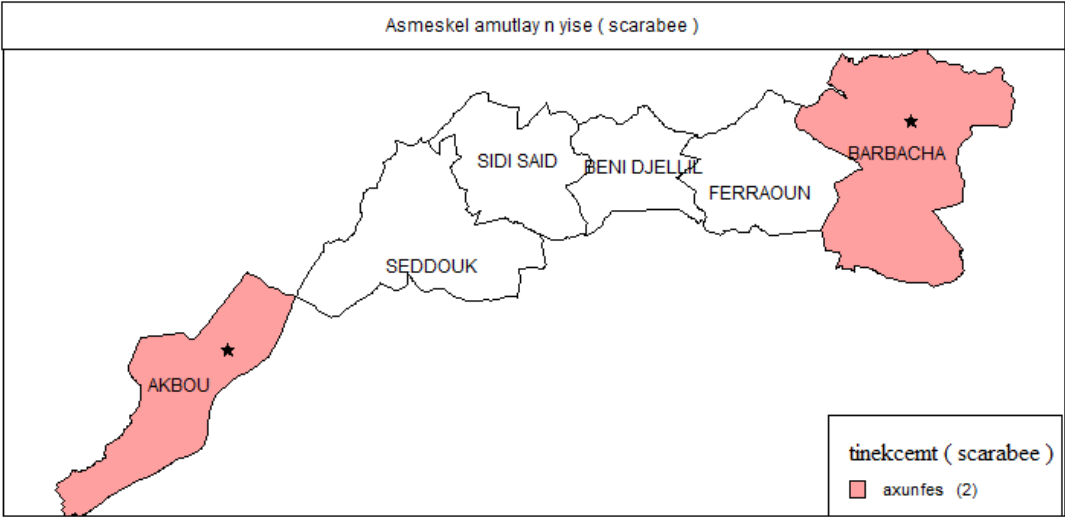 Asmeskel amutlay n yise ( scarabee )
BARBACHA
SIDI SAID
BENI DJELLIL
FERRAOUN
SEDDOUK
AKBOU
tinekcemt ( scarabee )
axunfes (2)